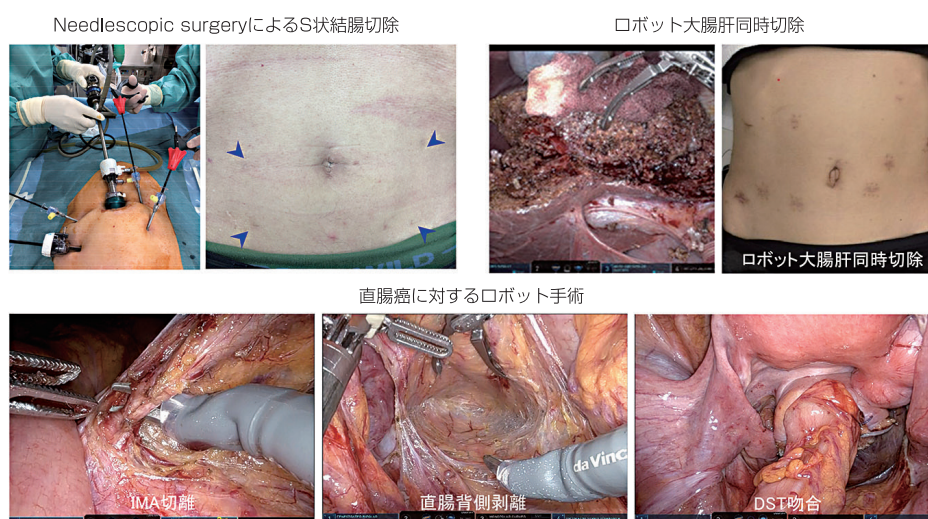 Needlescopic surgeryによるS状結腸切除
ロボット大腸肝同時切除
ロボット大腸肝同時切除
直腸癌に対するロボット手術
da Vinc
IMA切離
直腸背側剥離
DST吻合